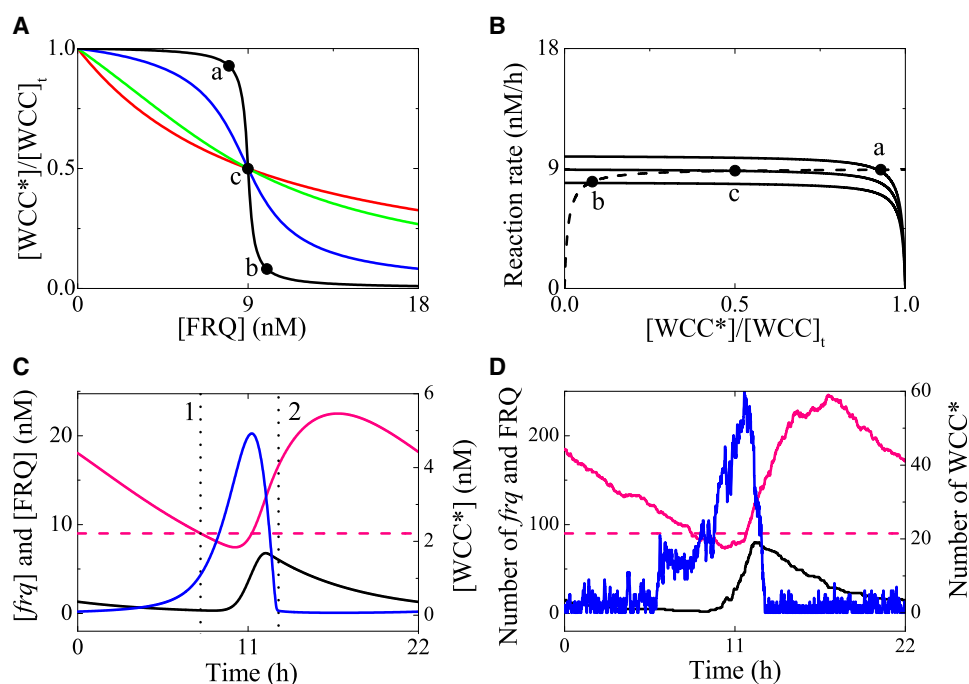 A
1.0
0.5
0.0
[WCC*]/[WCC]t
a
c
b
0
9
18
[FRQ] (nM)
B
18
9
0
Reaction rate (nM/h)
a
b
c
0.0
0.5
1.0
[WCC*]/[WCC]t
C
20
10
0
[frq] and [FRQ] (nM)
1
2
6
4
2
0
[WCC*] (nM)
0
11
22
Time (h)
D
200
100
0
Number of frq and FRQ
60
40
20
0
Number of WCC*
0
11
22
Time (h)